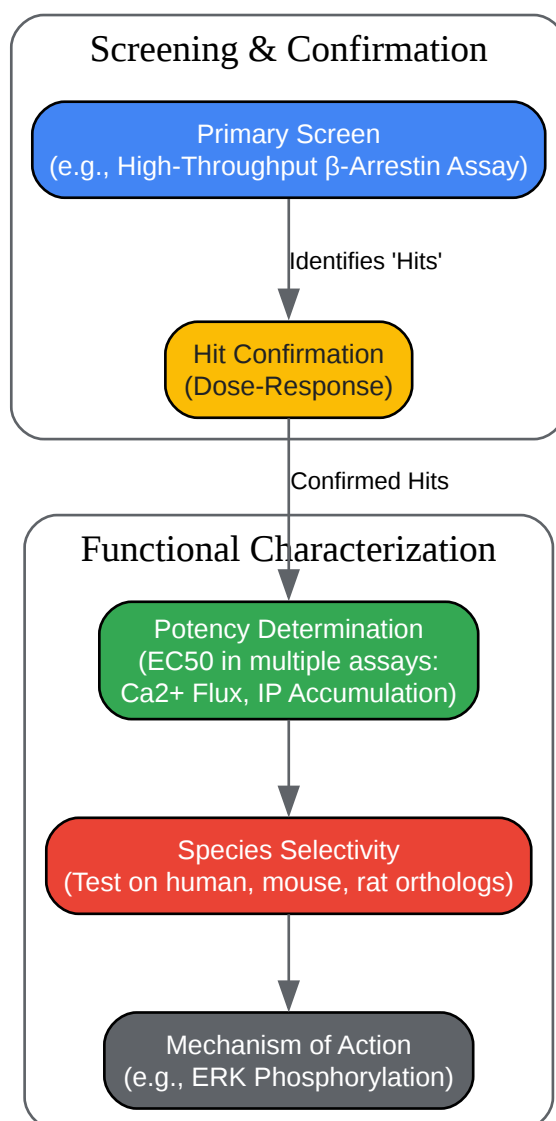 Screening & Confirmation
Primary Screen
(e.g., High-Throughput β-Arrestin Assay)
Identifies 'Hits'
Hit Confirmation
(Dose-Response)
Confirmed Hits
Functional Characterization
Potency Determination
(EC50 in multiple assays:
Ca2+ Flux, IP Accumulation)
Species Selectivity
(Test on human, mouse, rat orthologs)
Mechanism of Action
(e.g., ERK Phosphorylation)